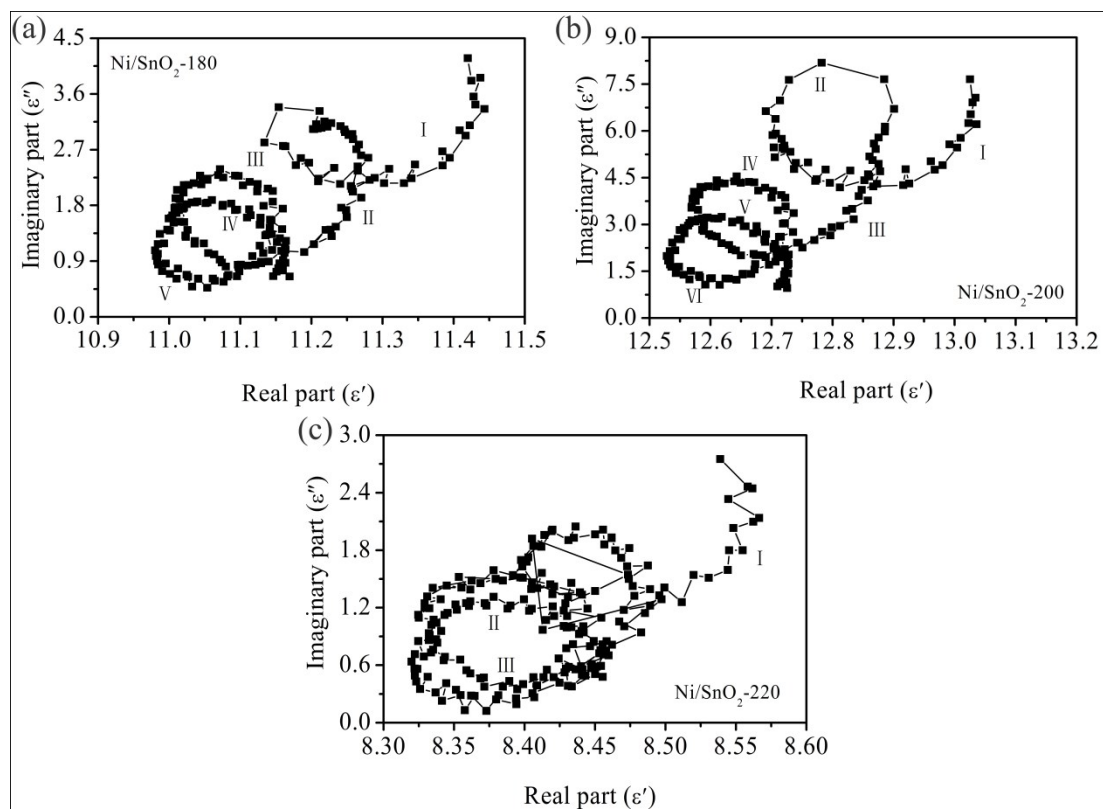 (a)
Ni/SnO₂-180
Imaginary part (ε″)
4.5
3.6
2.7
1.8
0.9
0.0
I
III
II
IV
V
10.9 11.0 11.1 11.2 11.3 11.4 11.5
Real part (ε′)
(b)
Imaginary part (ε″)
9.0
7.5
6.0
4.5
3.0
1.5
0.0
II
I
IV
V
III
VI
Ni/SnO₂-200
12.5 12.6 12.7 12.8 12.9 13.0 13.1 13.2
Real part (ε′)
(c)
Imaginary part (ε″)
3.0
2.4
1.8
1.2
0.6
0.0
I
II
III
Ni/SnO₂-220
8.30 8.35 8.40 8.45 8.50 8.55 8.60
Real part (ε′)